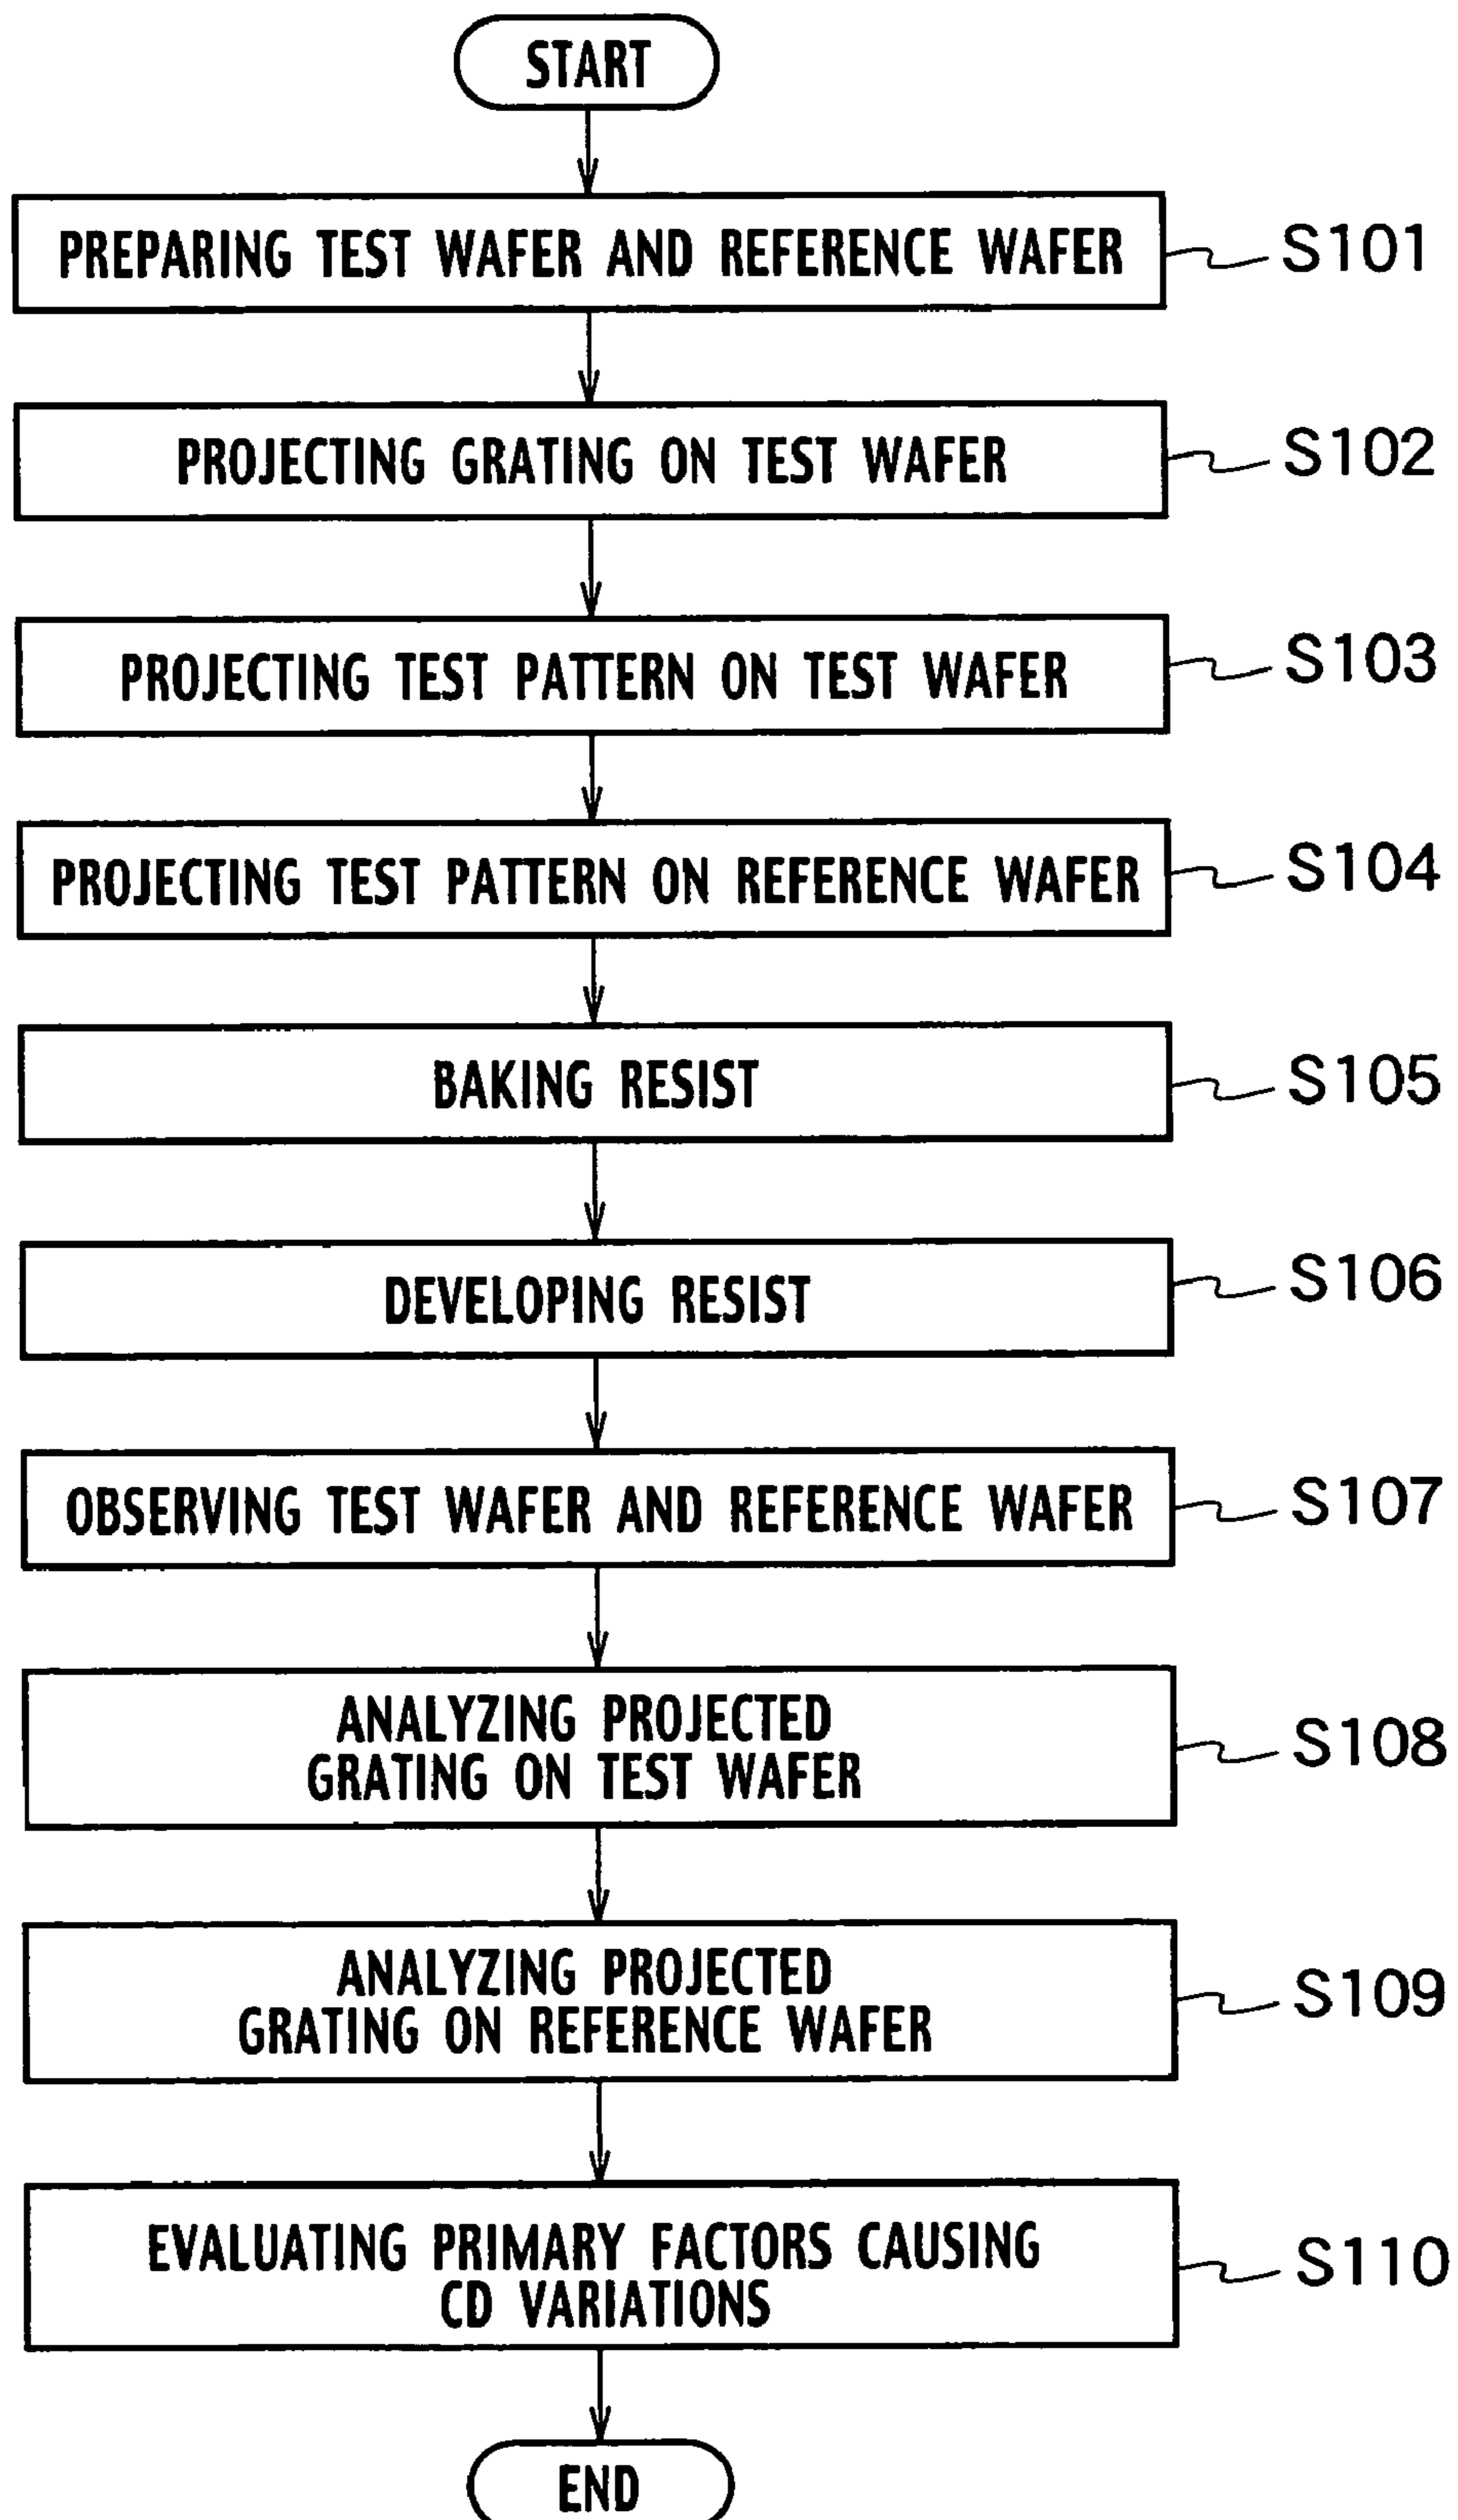 START
PREPARING TEST WAFER AND REFERENCE WAFER
S101
PROJECTING GRATING ON TEST WAFER
S102
PROJECTING TEST PATTERN ON TEST WAFER
S103
PROJECTING TEST PATTERN ON REFERENCE WAFER
S104
BAKING RESIST
S105
DEVELOPING RESIST
S106
OBSERVING TEST WAFER AND REFERENCE WAFER
S107
ANALYZING PROJECTED
GRATING ON TEST WAFER
S108
ANALYZING PROJECTED
GRATING ON REFERENCE WAFER
S109
EVALUATING PRIMARY FACTORS CAUSING
CD VARIATIONS
S110
END